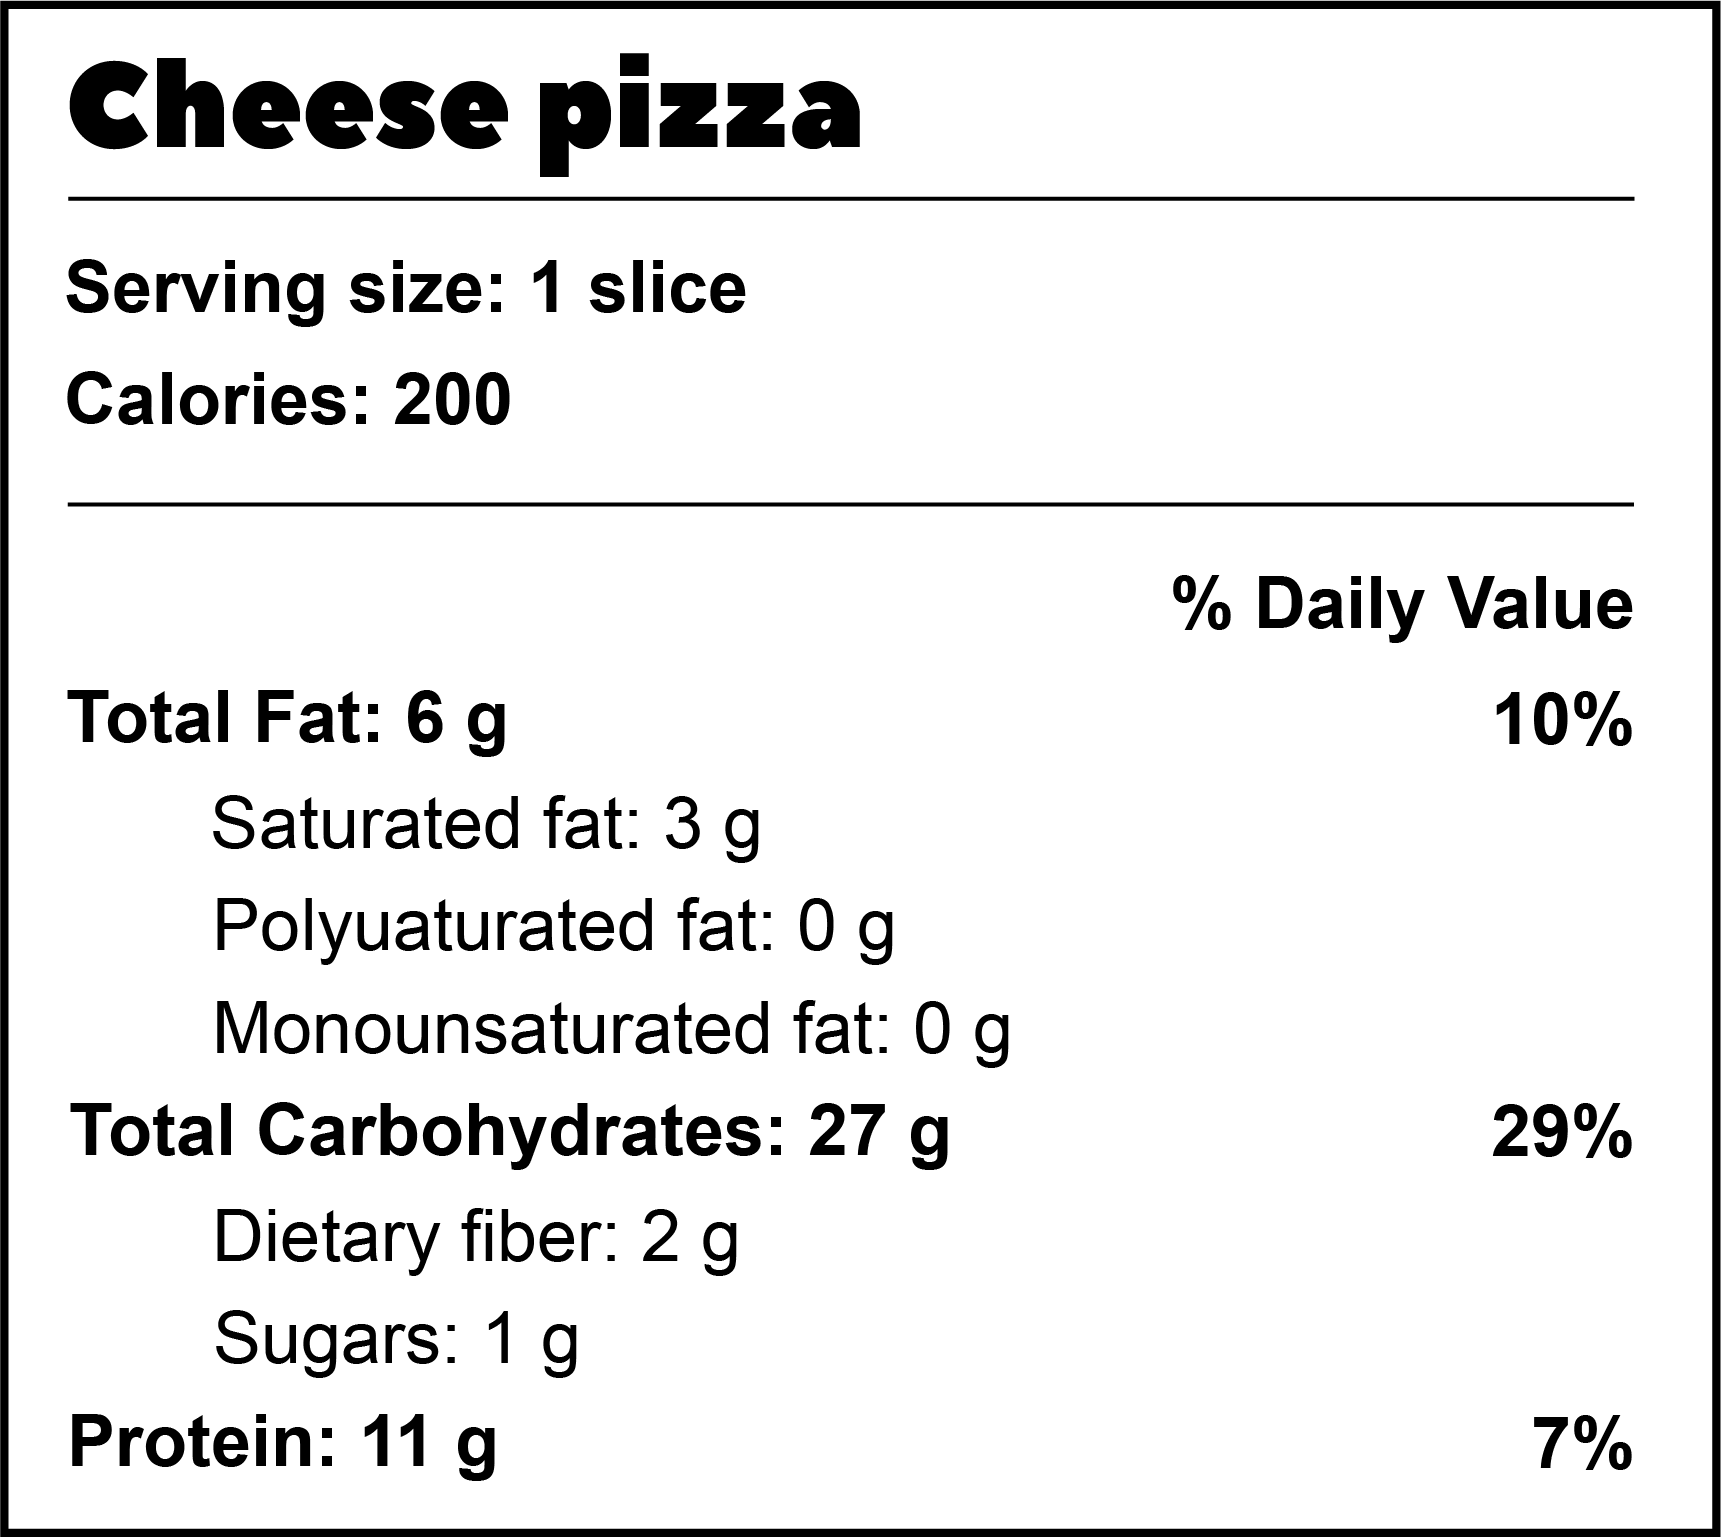 Cheese pizza
Serving size: 1 slice
Calories: 200
% Daily Value
Total Fat: 6 g 10%
Saturated fat: 3 g
Polyuaturated fat: 0 g
Monounsaturated fat: 0 g
Total Carbohydrates: 27 g 29%
Dietary fiber: 2 g
Sugars: 1 g
Protein: 11 g 7%